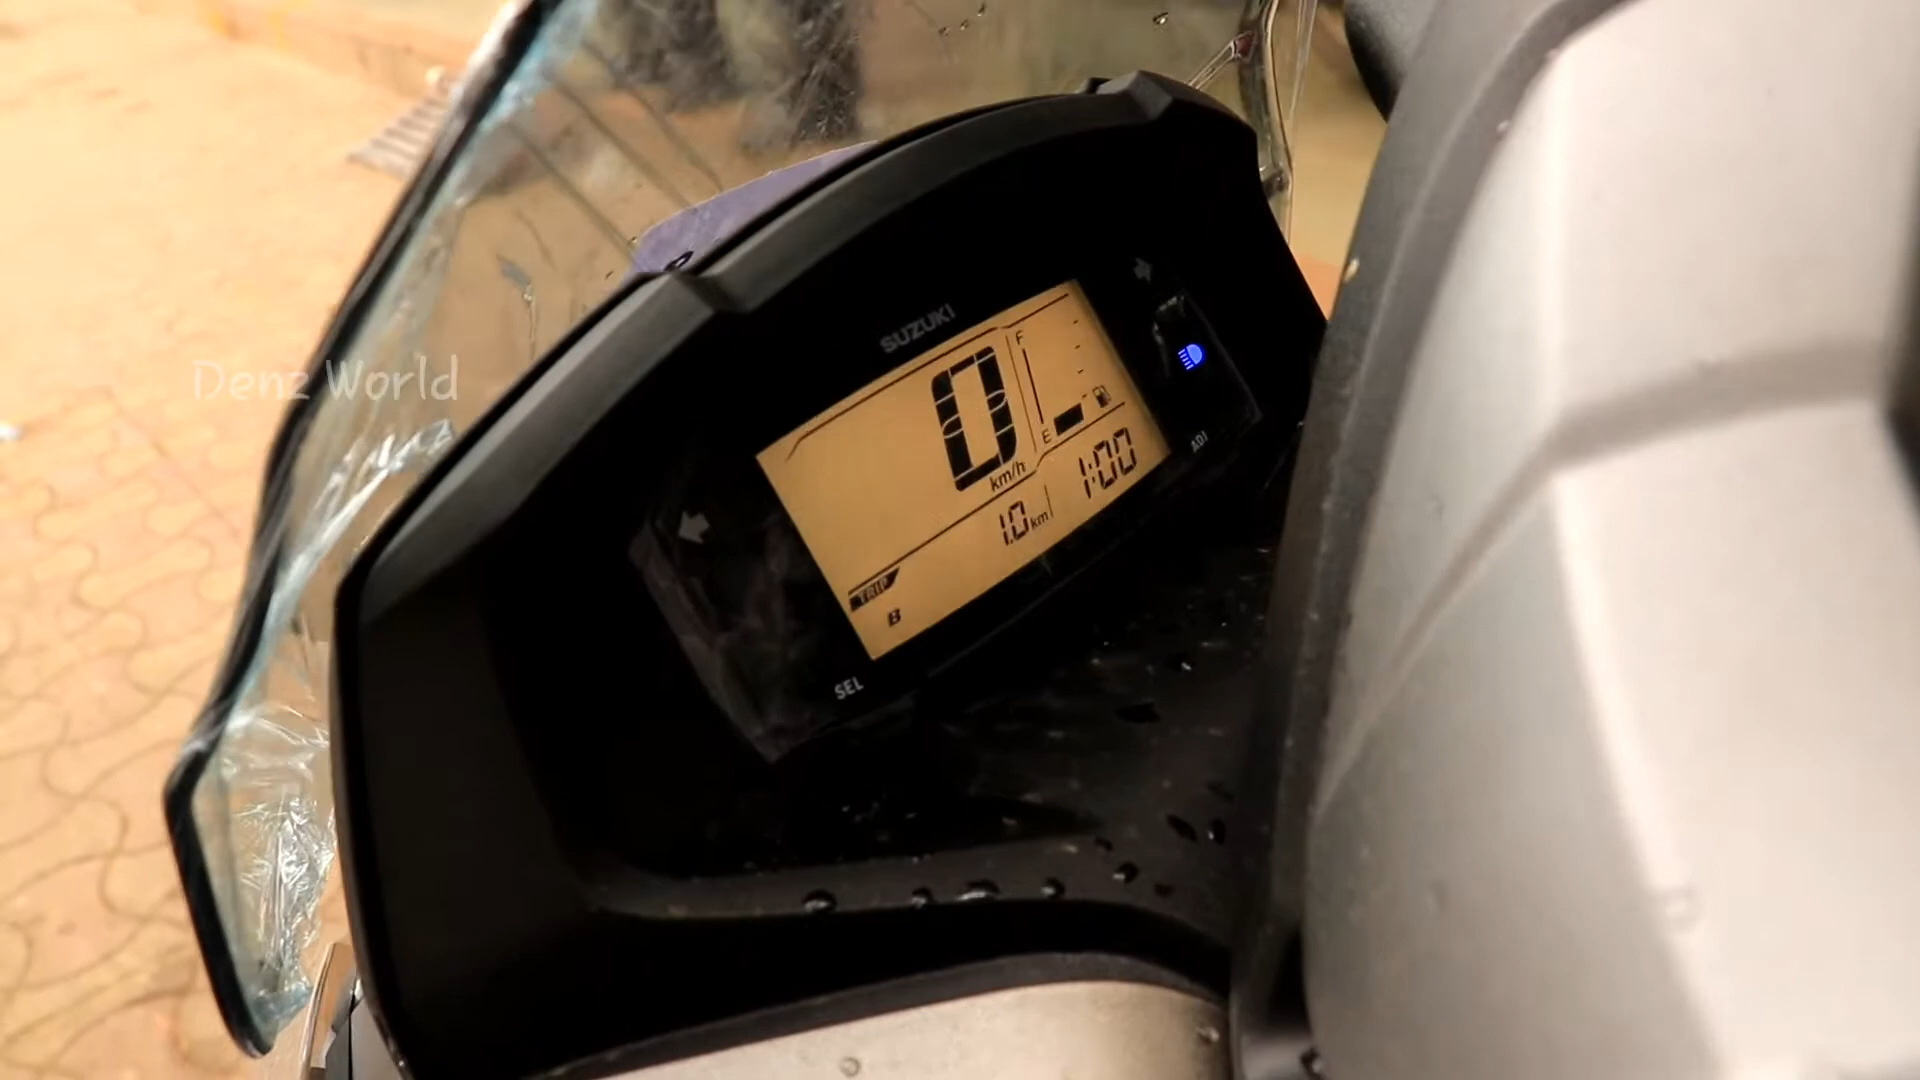 Denz World
SUZUKI
0
km/h
F
E
1.0 km
1:00
TRIP
B
SEL
ADJ